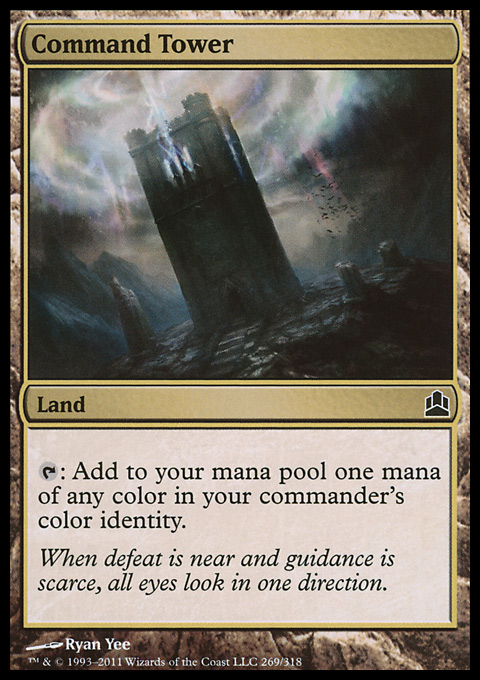 Command Tower
Land
: Add to your mana pool one mana
of any color in your commander's
color identity.
When defeat is near and guidance is
scarce, all eyes look in one direction.
Ryan Yee
™ & © 1993–2011 Wizards of the Coast LLC 269/318